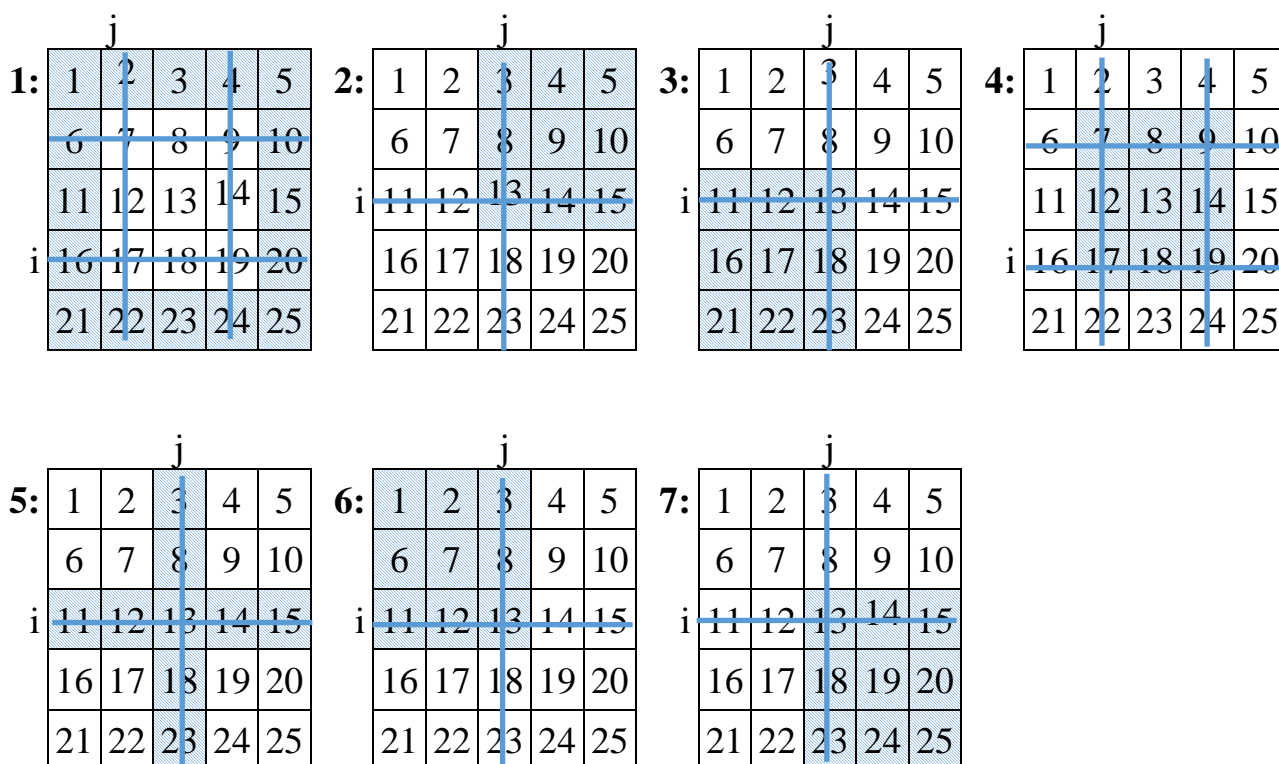 j j j j
1: 1 2 3 4 5 2: 1 2 3 4 5 3: 1 2 3 4 5 4: 1 2 3 4 5
6 7 8 9 10 6 7 8 9 10 6 7 8 9 10 6 7 8 9 10
11 12 13 14 15 i 11 12 13 14 15 i 11 12 13 14 15 11 12 13 14 15
i 16 17 18 19 20 16 17 18 19 20 16 17 18 19 20 i 16 17 18 19 20
21 22 23 24 25 21 22 23 24 25 21 22 23 24 25 21 22 23 24 25
j j j
5: 1 2 3 4 5 6: 1 2 3 4 5 7: 1 2 3 4 5
6 7 8 9 10 6 7 8 9 10 6 7 8 9 10
i 11 12 13 14 15 i 11 12 13 14 15 i 11 12 13 14 15
16 17 18 19 20 16 17 18 19 20 16 17 18 19 20
21 22 23 24 25 21 22 23 24 25 21 22 23 24 25